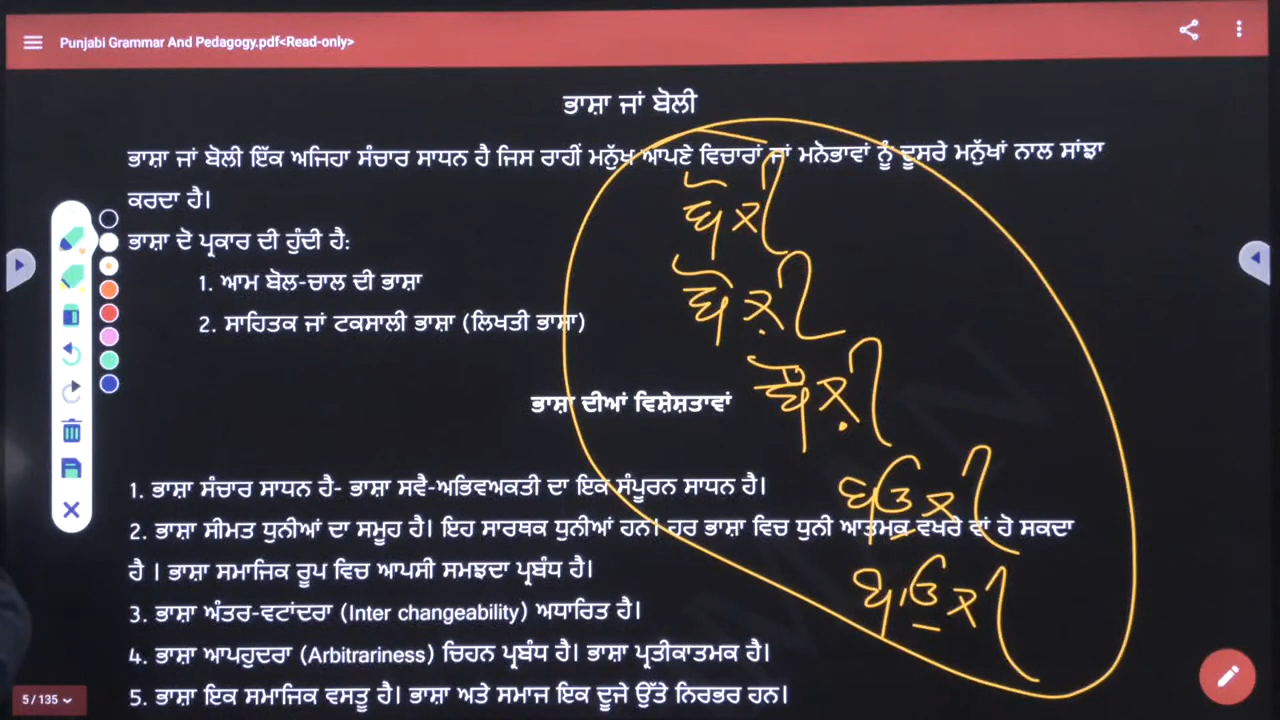 Punjabi Grammar And Pedagogy.pdf<Read-only>
ਭਾਸ਼ਾ ਜਾਂ ਬੋਲੀ
ਭਾਸ਼ਾ ਜਾਂ ਬੋਲੀ ਇੱਕ ਅਜਿਹਾ ਸੰਚਾਰ ਸਾਧਨ ਹੈ ਜਿਸ ਰਾਹੀਂ ਮਨੁੱਖ ਆਪਣੇ ਵਿਚਾਰਾਂ ਜਾਂ ਮਨੋਭਾਵਾਂ ਨੂੰ ਦੂਸਰੇ ਮਨੁੱਖਾਂ ਨਾਲ ਸਾਂਝਾ
ਕਰਦਾ ਹੈ।
ਭਾਸ਼ਾ ਦੋ ਪ੍ਰਕਾਰ ਦੀ ਹੁੰਦੀ ਹੈ:
1. ਆਮ ਬੋਲ-ਚਾਲ ਦੀ ਭਾਸ਼ਾ
2. ਸਾਹਿਤਕ ਜਾਂ ਟਕਸਾਲੀ ਭਾਸ਼ਾ (ਲਿਖਤੀ ਭਾਸ਼ਾ)
ਬੋਲੀ
ਬੋਲ਼ੀ
ਬੌਲ਼ੀ
ਬਉਲੀ
ਬਾਉਲੀ
ਭਾਸ਼ਾ ਦੀਆਂ ਵਿਸ਼ੇਸ਼ਤਾਵਾਂ
1. ਭਾਸ਼ਾ ਸੰਚਾਰ ਸਾਧਨ ਹੈ- ਭਾਸ਼ਾ ਸਵੈ-ਅਭਿਵਅਕਤੀ ਦਾ ਇਕ ਸੰਪੂਰਨ ਸਾਧਨ ਹੈ।
2. ਭਾਸ਼ਾ ਸੀਮਤ ਧੁਨੀਆਂ ਦਾ ਸਮੂਹ ਹੈ। ਇਹ ਸਾਰਥਕ ਧੁਨੀਆਂ ਹਨ। ਹਰ ਭਾਸ਼ਾ ਵਿਚ ਧੁਨੀ ਆਤਮਕ ਵਖਰੇਵਾਂ ਹੋ ਸਕਦਾ
ਹੈ । ਭਾਸ਼ਾ ਸਮਾਜਿਕ ਰੂਪ ਵਿਚ ਆਪਸੀ ਸਮਝਦਾ ਪ੍ਰਬੰਧ ਹੈ।
3. ਭਾਸ਼ਾ ਅੰਤਰ-ਵਟਾਂਦਰਾ (Inter changeability) ਅਧਾਰਿਤ ਹੈ।
4. ਭਾਸ਼ਾ ਆਪਹੁਦਰਾ (Arbitrariness) ਚਿਹਨ ਪ੍ਰਬੰਧ ਹੈ। ਭਾਸ਼ਾ ਪ੍ਰਤੀਕਾਤਮਕ ਹੈ।
5. ਭਾਸ਼ਾ ਇਕ ਸਮਾਜਿਕ ਵਸਤੂ ਹੈ। ਭਾਸ਼ਾ ਅਤੇ ਸਮਾਜ ਇਕ ਦੂਜੇ ਉੱਤੇ ਨਿਰਭਰ ਹਨ।
5 / 135